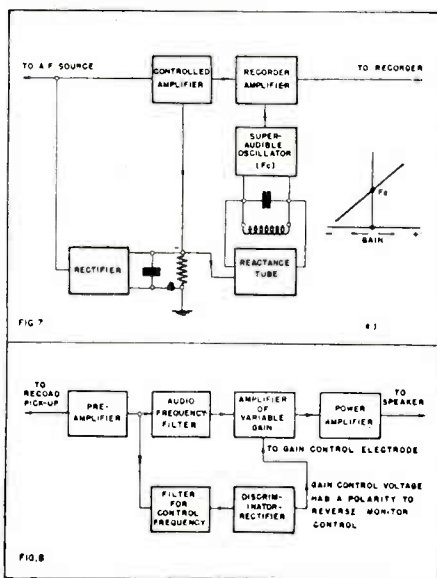 TO A F SOURCE
CONTROLLED
AMPLIFIER
RECORDER
AMPLIFIER
TO RECORDER
SUPER-
AUDIBLE
OSCILLATOR
(Fc)
RECTIFIER
REACTANCE
TUBE
- GAIN +
FIG 7
TO
RECORD
PICK-UP
PRE-
AMPLIFIER
AUDIO
FREQUENCY
FILTER
AMPLIFIER
OF
VARIABLE
GAIN
POWER
AMPLIFIER
TO
SPEAKER
TO GAIN CONTROL ELECTRODE
FILTER
FOR
CONTROL
FREQUENCY
DISCRIM-
INATOR-
RECTIFIER
GAIN CONTROL VOLTAGE
HAS A POLARITY TO
REVERSE MONITOR
CONTROL
FIG. 8